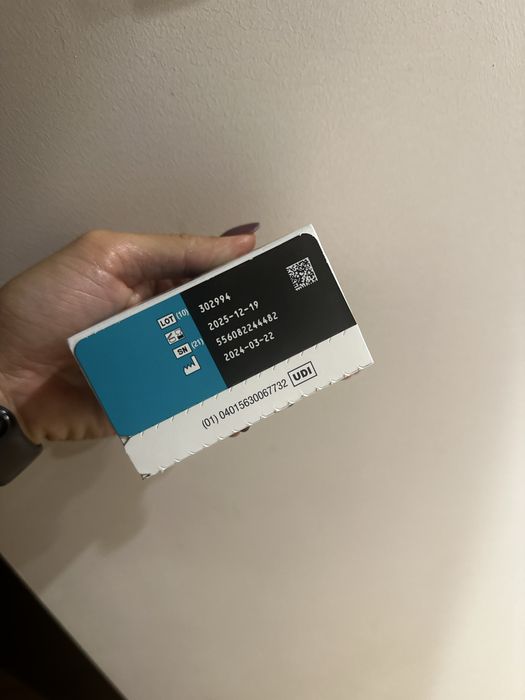 LOT (10) 302994
2025-12-19
SN (21) 556082244482
2024-03-22
(01) 04015630067732 UDI